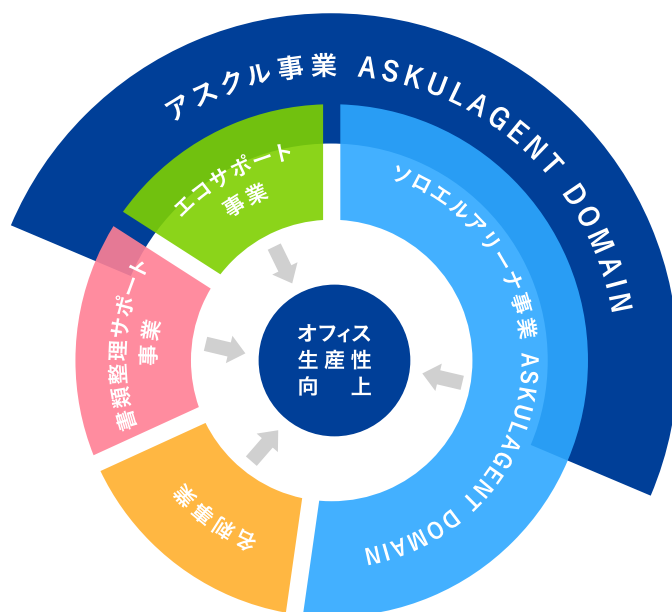 アスクル事業 ASKULAGENT DOMAIN
エコサポート
事業
ソロエルアリーナ事業 ASKULAGENT DOMAIN
書類整理サポート
事業
名刺事業
オフィス
生産性
向上